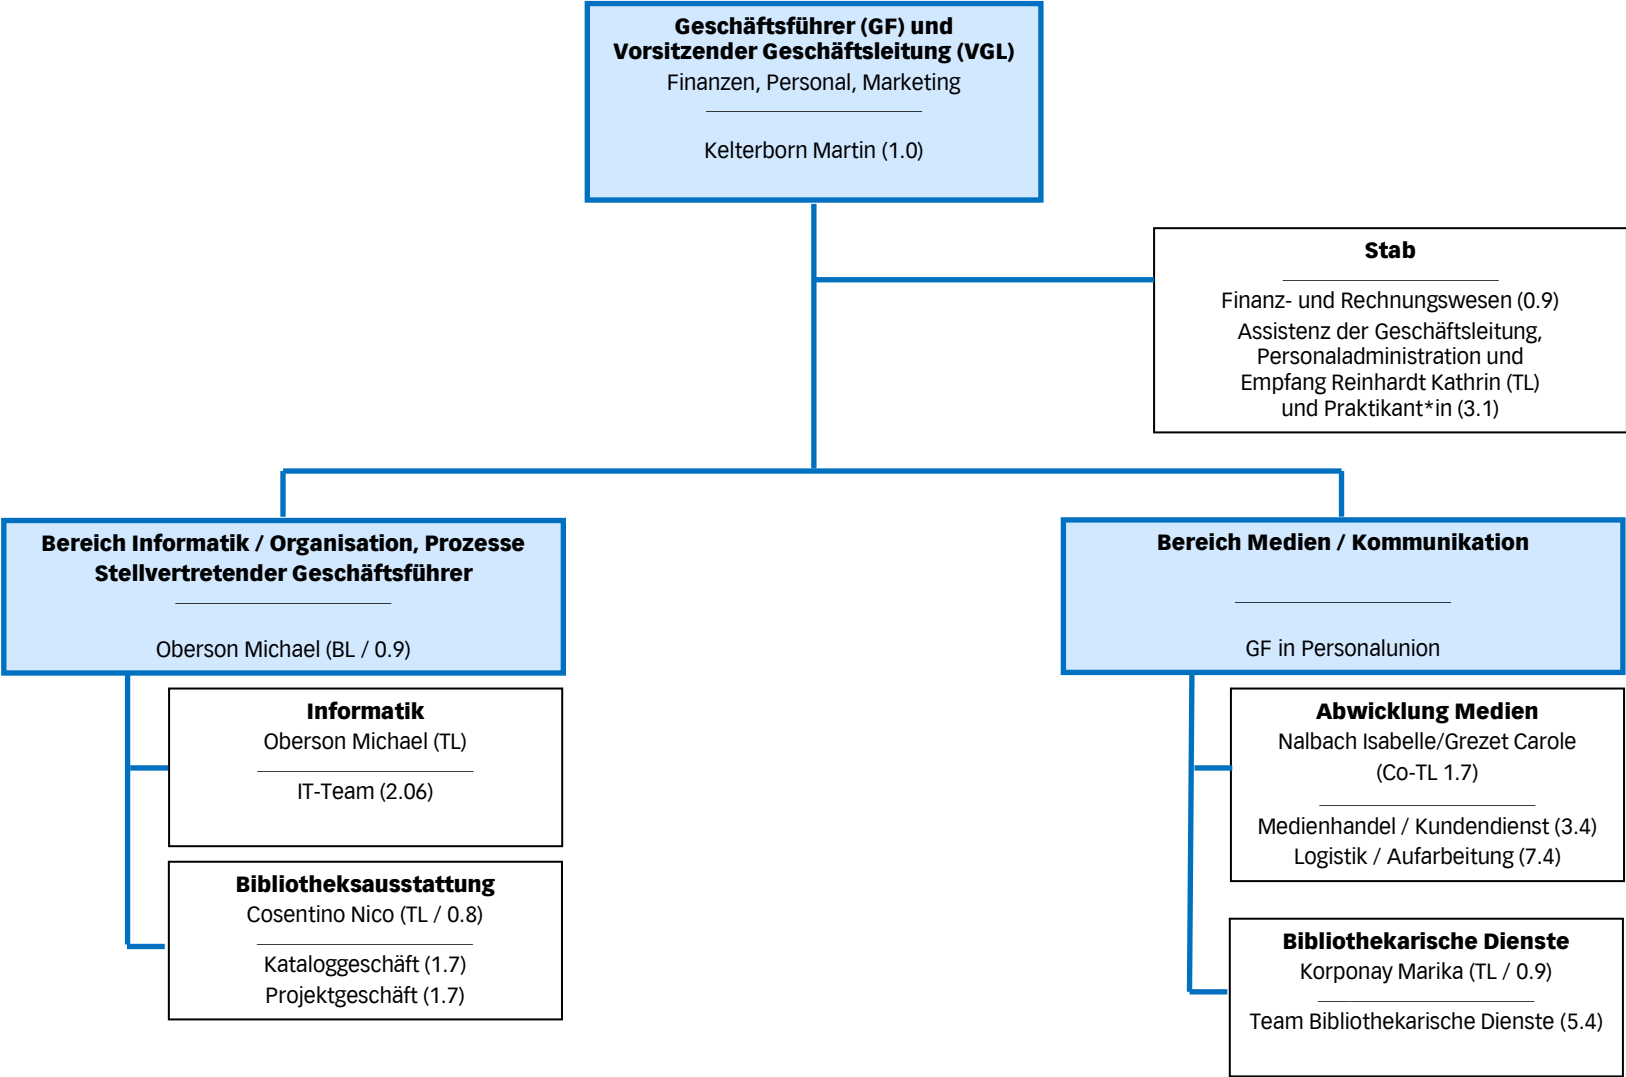 Geschäftsführer (GF) und
Vorsitzender Geschäftsleitung (VGL)
Finanzen, Personal, Marketing
Kelterborn Martin (1.0)
Stab
Finanz- und Rechnungswesen (0.9)
Assistenz der Geschäftsleitung,
Personaladministration und
Empfang Reinhardt Kathrin (TL)
und Praktikant*in (3.1)
Bereich Informatik / Organisation, Prozesse
Stellvertretender Geschäftsführer
Oberson Michael (BL / 0.9)
Informatik
Oberson Michael (TL)
IT-Team (2.06)
Bibliotheksausstattung
Cosentino Nico (TL / 0.8)
Kataloggeschäft (1.7)
Projektgeschäft (1.7)
Bereich Medien / Kommunikation
GF in Personalunion
Abwicklung Medien
Nalbach Isabelle/Grezet Carole
(Co-TL 1.7)
Medienhandel / Kundendienst (3.4)
Logistik / Aufarbeitung (7.4)
Bibliothekarische Dienste
Korponay Marika (TL / 0.9)
Team Bibliothekarische Dienste (5.4)